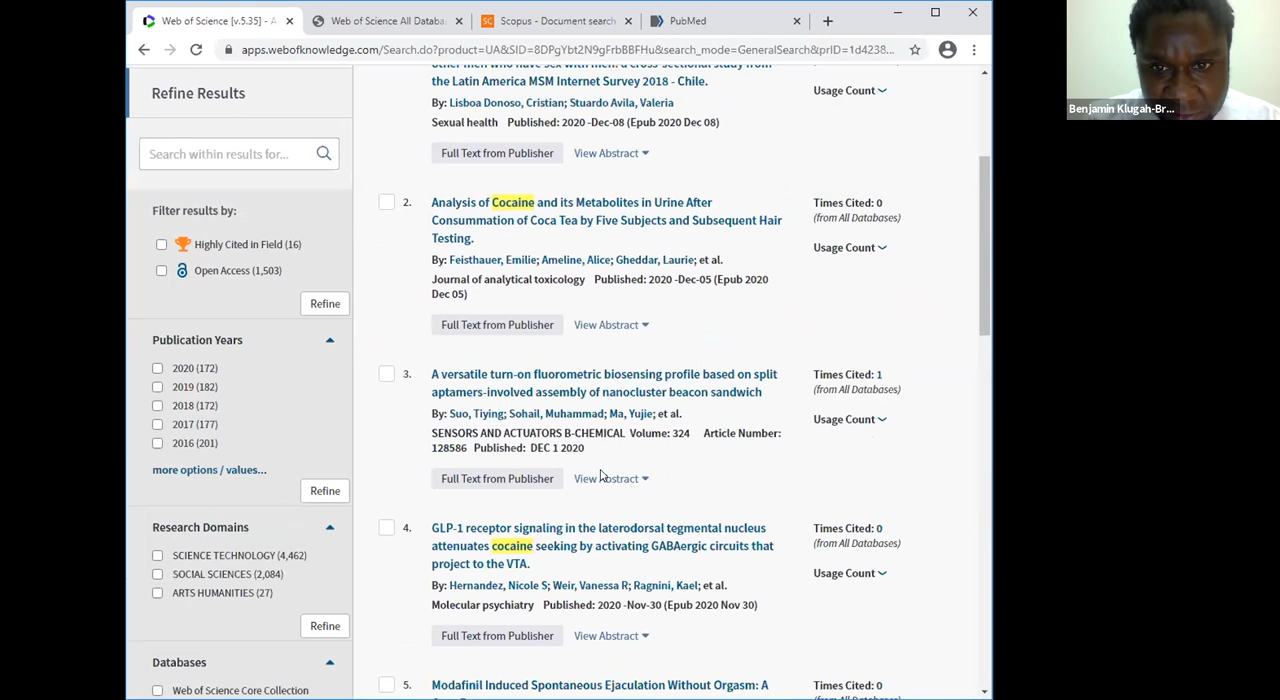 Web of Science [v.5.35] - A
Web of Science All Databa
Scopus - Document search
PubMed
apps.webofknowledge.com/Search.do?product=UA&SID=8DPgYbt2N9gFrbBBFHu&search_mode=GeneralSearch&prID=1d4238...
Benjamin Klugah-Br...
Refine Results
Search within results for...
Filter results by:
Highly Cited in Field (16)
Open Access (1,503)
Refine
Publication Years
2020 (172)
2019 (182)
2018 (172)
2017 (177)
2016 (201)
more options / values...
Refine
Research Domains
SCIENCE TECHNOLOGY (4,462)
SOCIAL SCIENCES (2,084)
ARTS HUMANITIES (27)
Refine
Databases
Web of Science Core Collection
other men who have sex with men: a cross-sectional study from
the Latin America MSM Internet Survey 2018 - Chile.
By: Lisboa Donoso, Cristian; Stuardo Avila, Valeria
Sexual health Published: 2020 -Dec-08 (Epub 2020 Dec 08)
Full Text from Publisher View Abstract
Usage Count
2. Analysis of Cocaine and its Metabolites in Urine After
Consummation of Coca Tea by Five Subjects and Subsequent Hair
Testing.
By: Feisthauer, Emilie; Ameline, Alice; Gheddar, Laurie; et al.
Journal of analytical toxicology Published: 2020 -Dec-05 (Epub 2020
Dec 05)
Full Text from Publisher View Abstract
Times Cited: 0
(from All Databases)
Usage Count
3. A versatile turn-on fluorometric biosensing profile based on split
aptamers-involved assembly of nanocluster beacon sandwich
By: Suo, Tiying; Sohail, Muhammad; Ma, Yujie; et al.
SENSORS AND ACTUATORS B-CHEMICAL Volume: 324 Article Number:
128586 Published: DEC 1 2020
Full Text from Publisher View Abstract
Times Cited: 1
(from All Databases)
Usage Count
4. GLP-1 receptor signaling in the laterodorsal tegmental nucleus
attenuates cocaine seeking by activating GABAergic circuits that
project to the VTA.
By: Hernandez, Nicole S; Weir, Vanessa R; Ragnini, Kael; et al.
Molecular psychiatry Published: 2020 -Nov-30 (Epub 2020 Nov 30)
Full Text from Publisher View Abstract
Times Cited: 0
(from All Databases)
Usage Count
5. Modafinil Induced Spontaneous Ejaculation Without Orgasm: A
Times Cited: 0